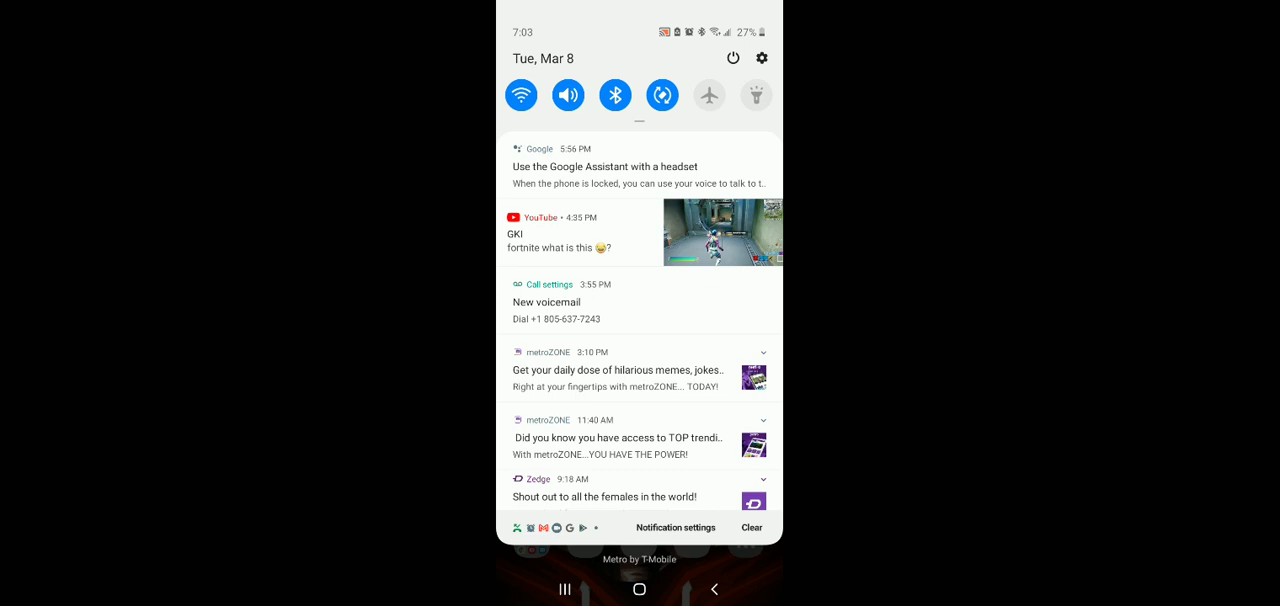 7:03
27%
Tue, Mar 8
Google 5:56 PM
Use the Google Assistant with a headset
When the phone is locked, you can use your voice to talk to t..
YouTube • 4:35 PM
GKI
fortnite what is this 😂?
Call settings 3:55 PM
New voicemail
Dial +1 805-637-7243
metroZONE 3:10 PM
Get your daily dose of hilarious memes, jokes..
Right at your fingertips with metroZONE... TODAY!
metroZONE 11:40 AM
Did you know you have access to TOP trendi..
With metroZONE...YOU HAVE THE POWER!
Zedge 9:18 AM
Shout out to all the females in the world!
Notification settings Clear
Metro by T-Mobile